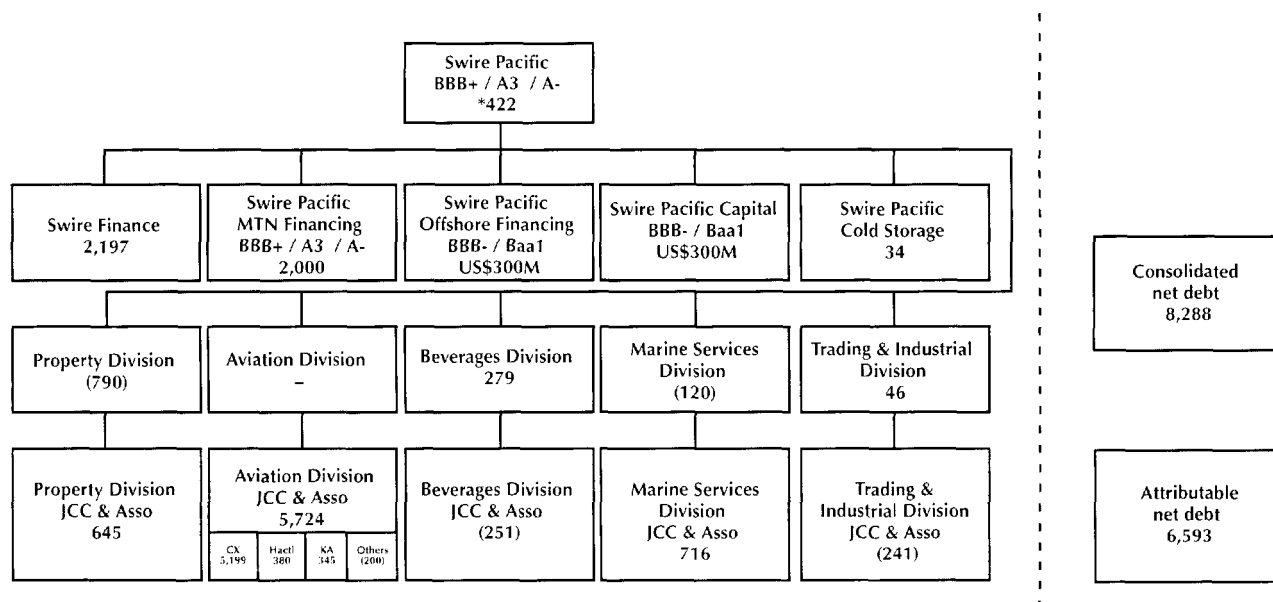 Swire Pacific
BBB+ / A3 / A-
*422
Swire Finance
2,197
Swire Pacific
MTN Financing
BBB+ / A3 / A-
2,000
Swire Pacific
Offshore Financing
BBB- / Baa1
US$300M
Swire Pacific Capital
BBB- / Baa1
US$300M
Swire Pacific
Cold Storage
34
Consolidated
net debt
8,288
Property Division
(790)
Aviation Division
–
Beverages Division
279
Marine Services
Division
(120)
Trading & Industrial
Division
46
Property Division
JCC & Asso
645
Aviation Division
JCC & Asso
5,724
CX
5,199
Hactl
380
KA
345
Others
(200)
Beverages Division
JCC & Asso
(251)
Marine Services
Division
JCC & Asso
716
Trading &
Industrial Division
JCC & Asso
(241)
Attributable
net debt
6,593